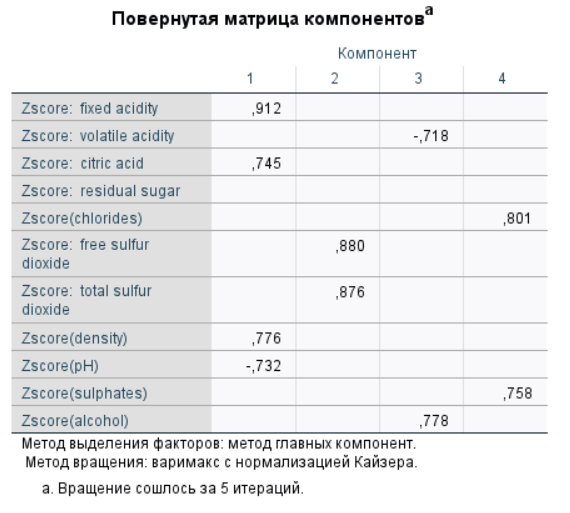 Повернутая матрица компонентовa
Компонент
1 2 3 4
Zscore: fixed acidity ,912
Zscore: volatile acidity -,718
Zscore: citric acid ,745
Zscore: residual sugar
Zscore(chlorides) ,801
Zscore: free sulfur
dioxide ,880
Zscore: total sulfur
dioxide ,876
Zscore(density) ,776
Zscore(pH) -,732
Zscore(sulphates) ,758
Zscore(alcohol) ,778
Метод выделения факторов: метод главных компонент.
Метод вращения: варимакс с нормализацией Кайзера.
a. Вращение сошлось за 5 итераций.